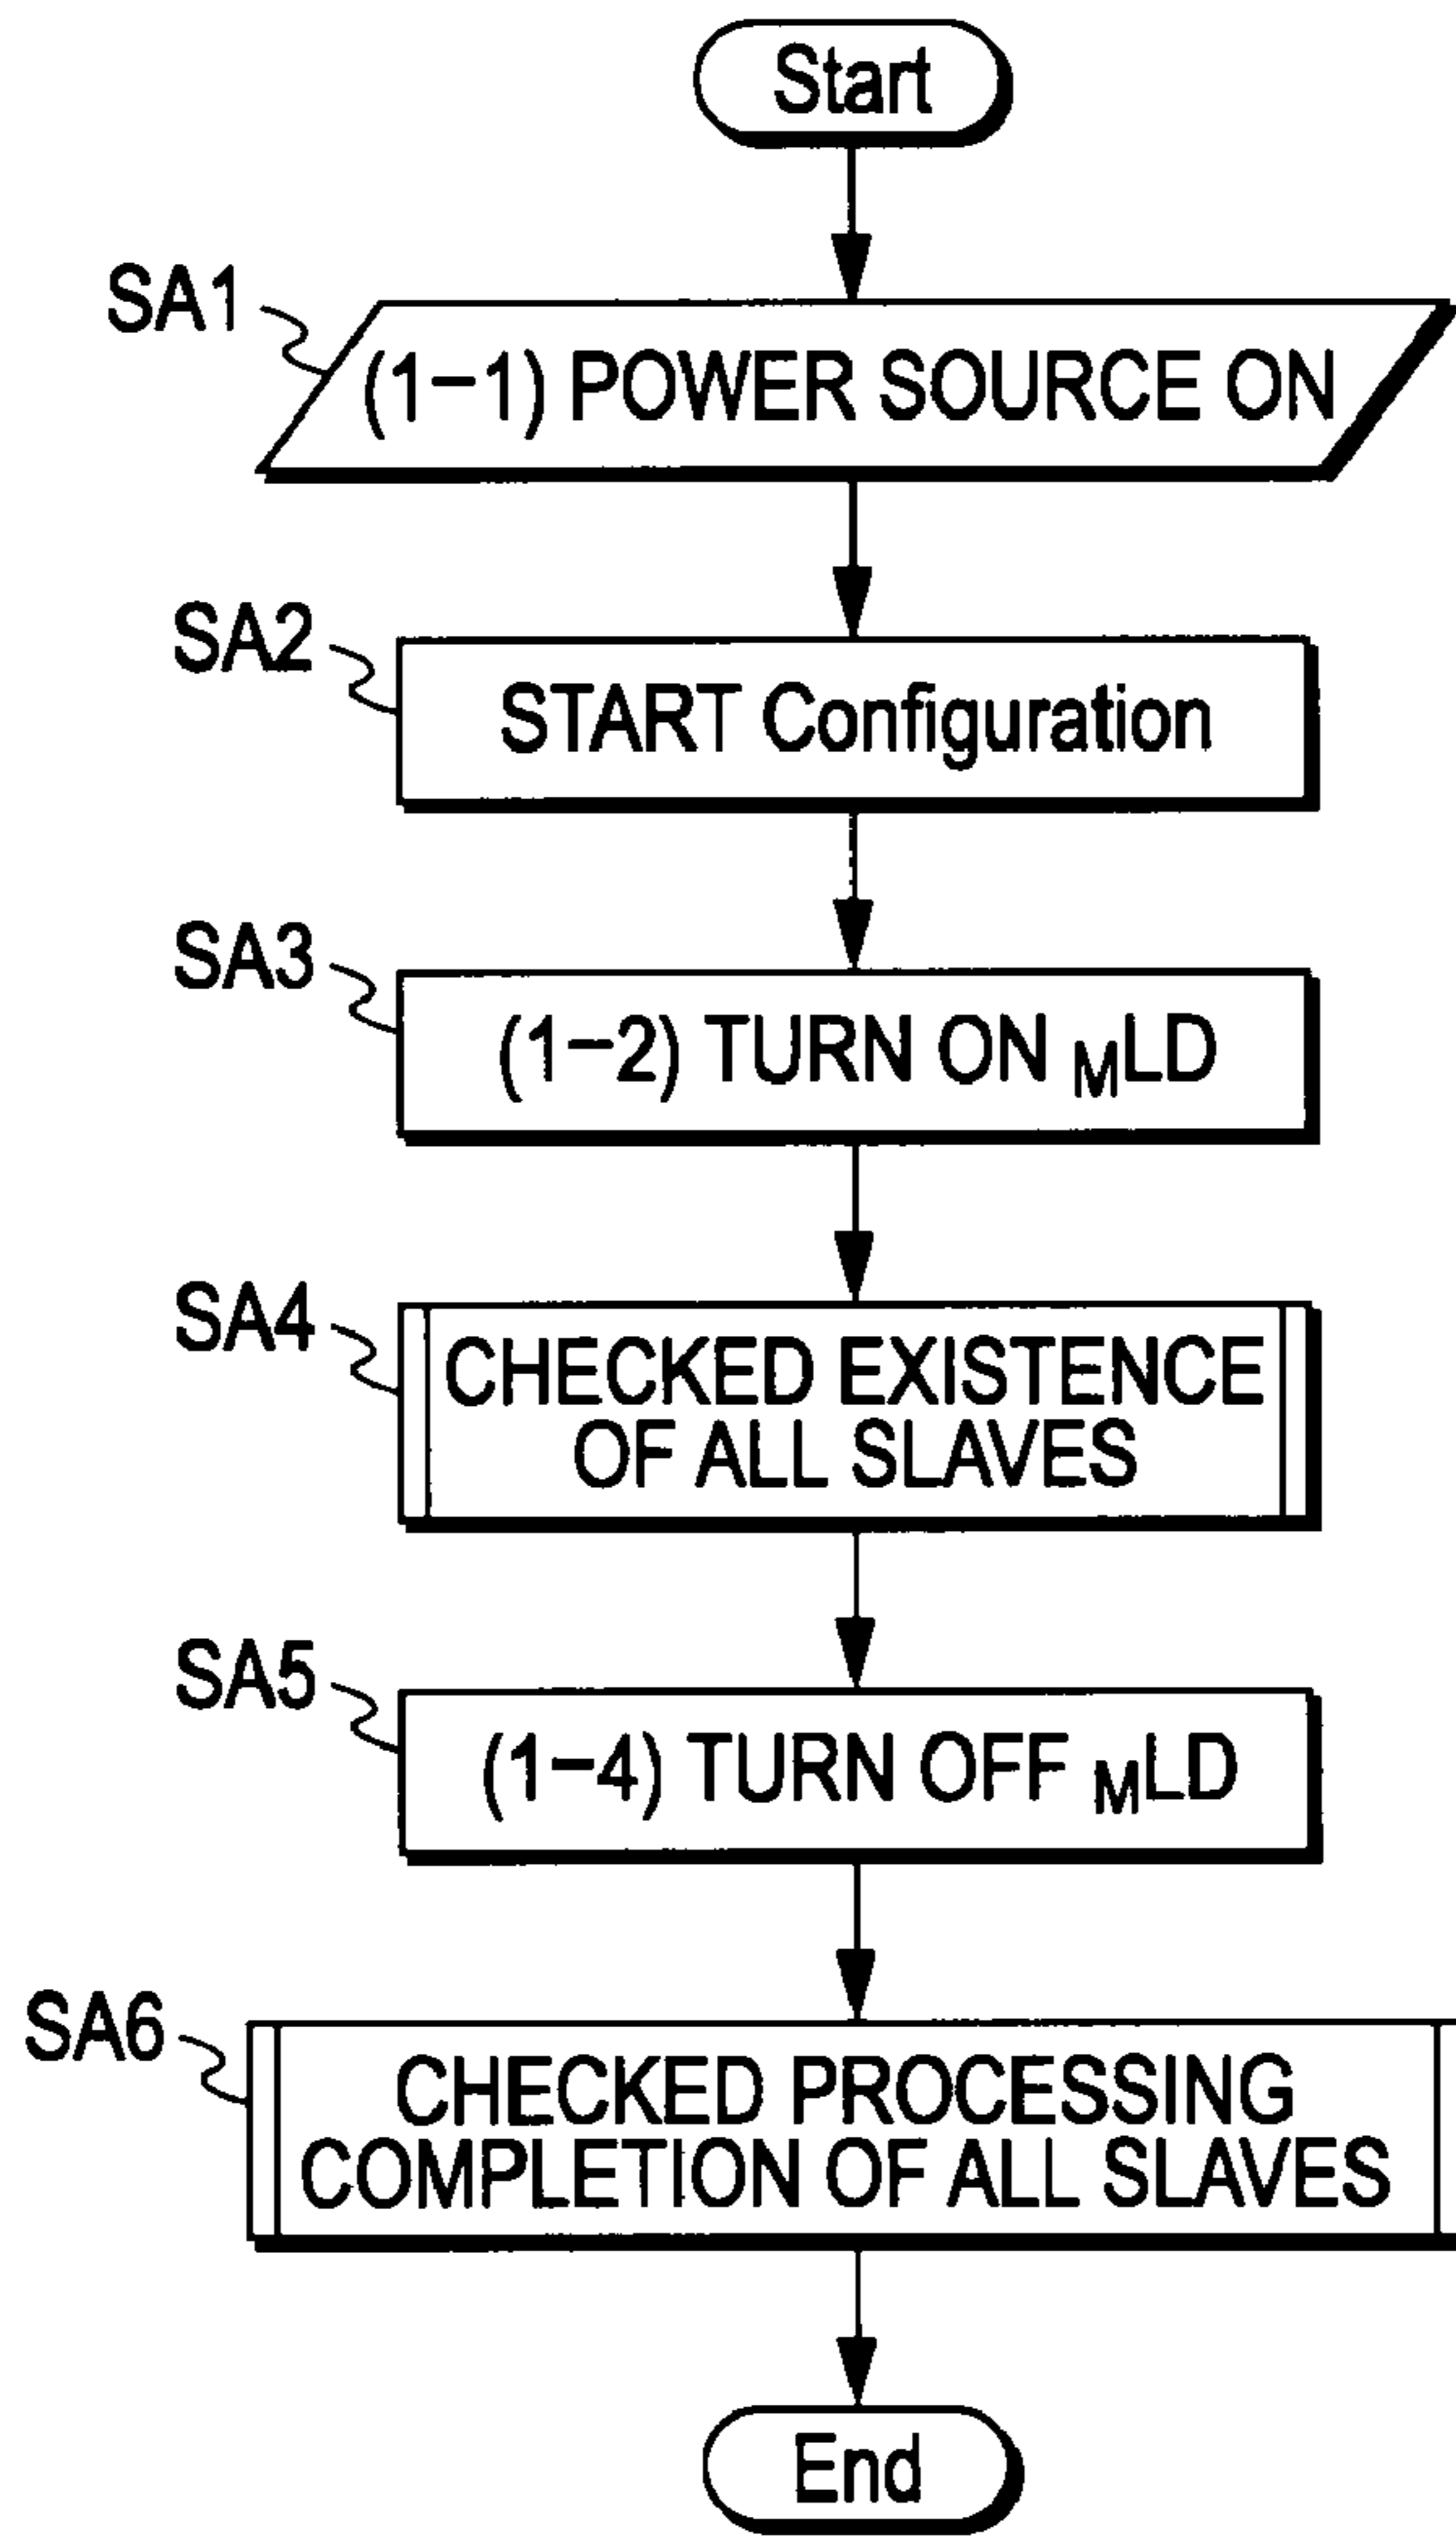 Start
SA1
(1-1) POWER SOURCE ON
SA2
START Configuration
SA3
(1-2) TURN ON MLD
SA4
CHECKED EXISTENCE
OF ALL SLAVES
SA5
(1-4) TURN OFF MLD
SA6
CHECKED PROCESSING
COMPLETION OF ALL SLAVES
End